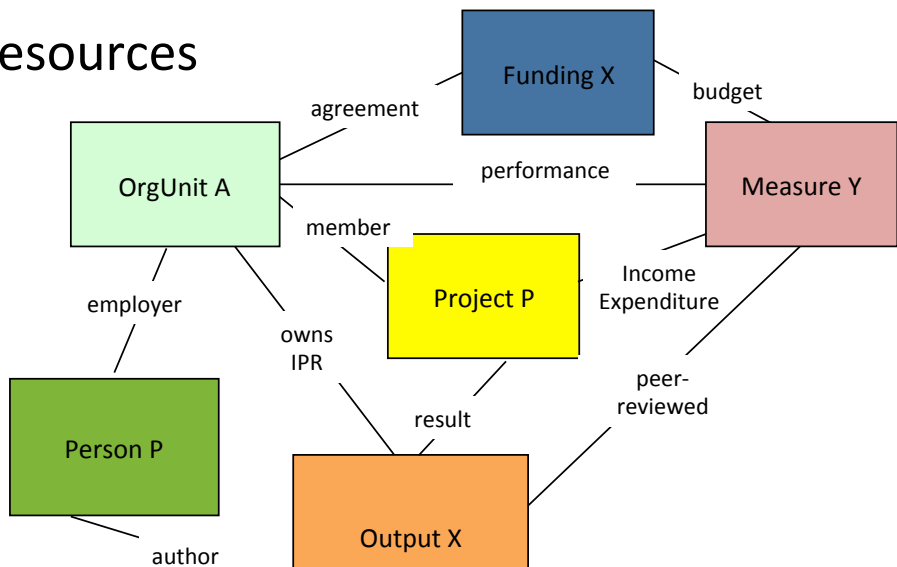 esources
Funding X
budget
agreement
performance
OrgUnit A
Measure Y
member
Income
Expenditure
Project P
employer
owns
IPR
peer-
reviewed
result
Person P
Output X
author